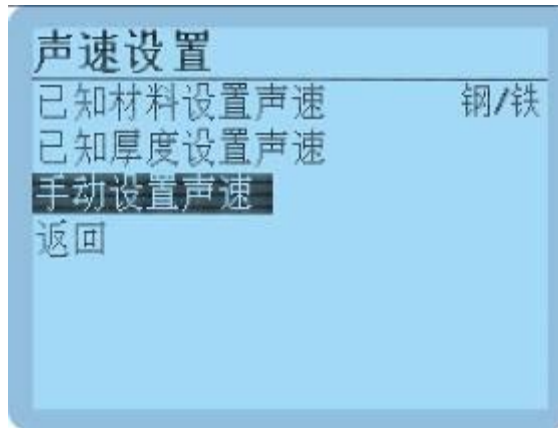 声速设置
已知材料设置声速 钢/铁
已知厚度设置声速
手动设置声速
返回